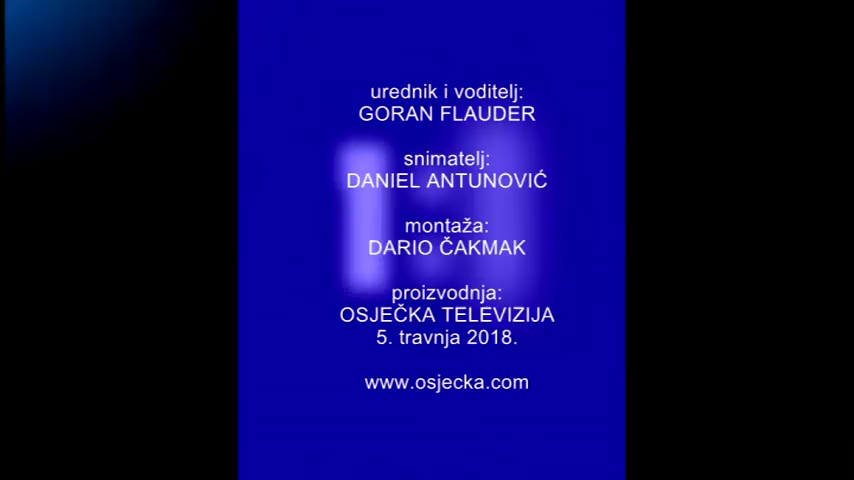 urednik i voditelj:
GORAN FLAUDER
snimatelj:
DANIEL ANTUNOVIĆ
montaža:
DARIO ČAKMAK
proizvodnja:
OSJEČKA TELEVIZIJA
5. travnja 2018.
www.osjecka.com